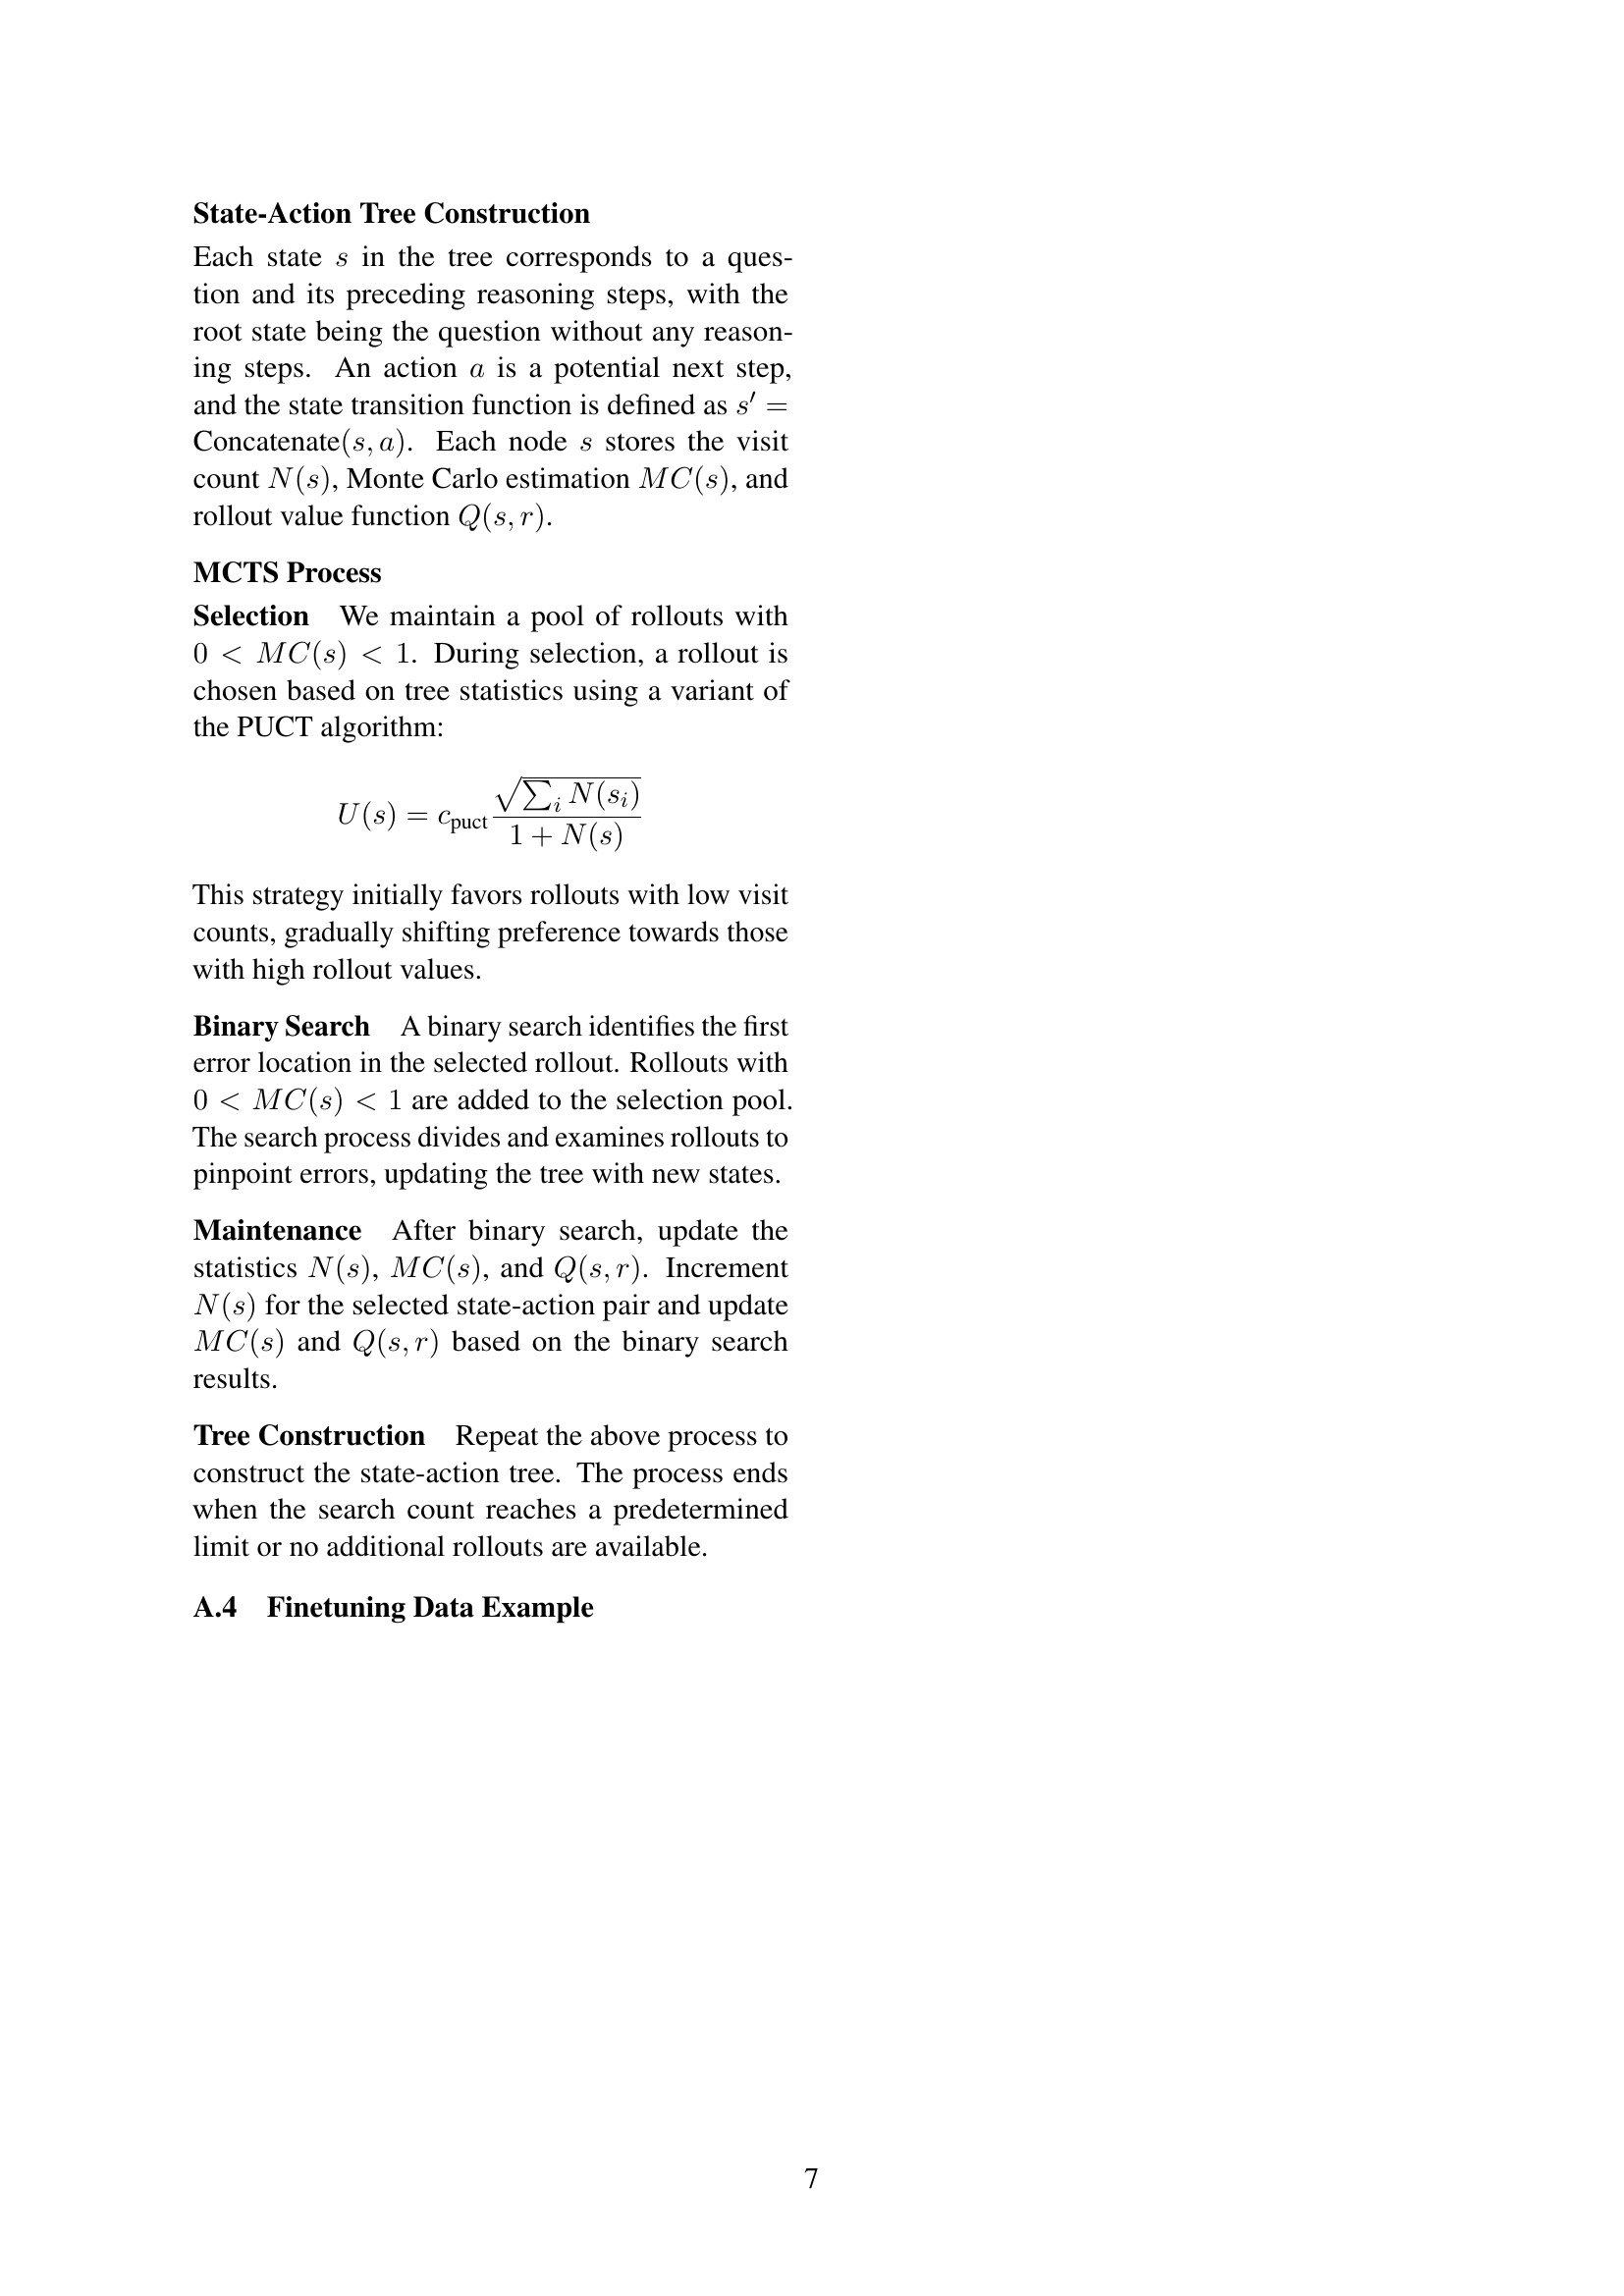 State-Action Tree Construction
Each state s in the tree corresponds to a ques-
tion and its preceding reasoning steps, with the
root state being the question without any reason-
ing steps. An action a is a potential next step,
and the state transition function is defined as s′ =
Concatenate(s, a). Each node s stores the visit
count N(s), Monte Carlo estimation MC(s), and
rollout value function Q(s, r).
MCTS Process
Selection We maintain a pool of rollouts with
0 < MC(s) < 1. During selection, a rollout is
chosen based on tree statistics using a variant of
the PUCT algorithm:
U(s) = c_puct √(∑_i N(s_i)) / (1 + N(s))
This strategy initially favors rollouts with low visit
counts, gradually shifting preference towards those
with high rollout values.
Binary Search A binary search identifies the first
error location in the selected rollout. Rollouts with
0 < MC(s) < 1 are added to the selection pool.
The search process divides and examines rollouts to
pinpoint errors, updating the tree with new states.
Maintenance After binary search, update the
statistics N(s), MC(s), and Q(s, r). Increment
N(s) for the selected state-action pair and update
MC(s) and Q(s, r) based on the binary search
results.
Tree Construction Repeat the above process to
construct the state-action tree. The process ends
when the search count reaches a predetermined
limit or no additional rollouts are available.
A.4 Finetuning Data Example
7